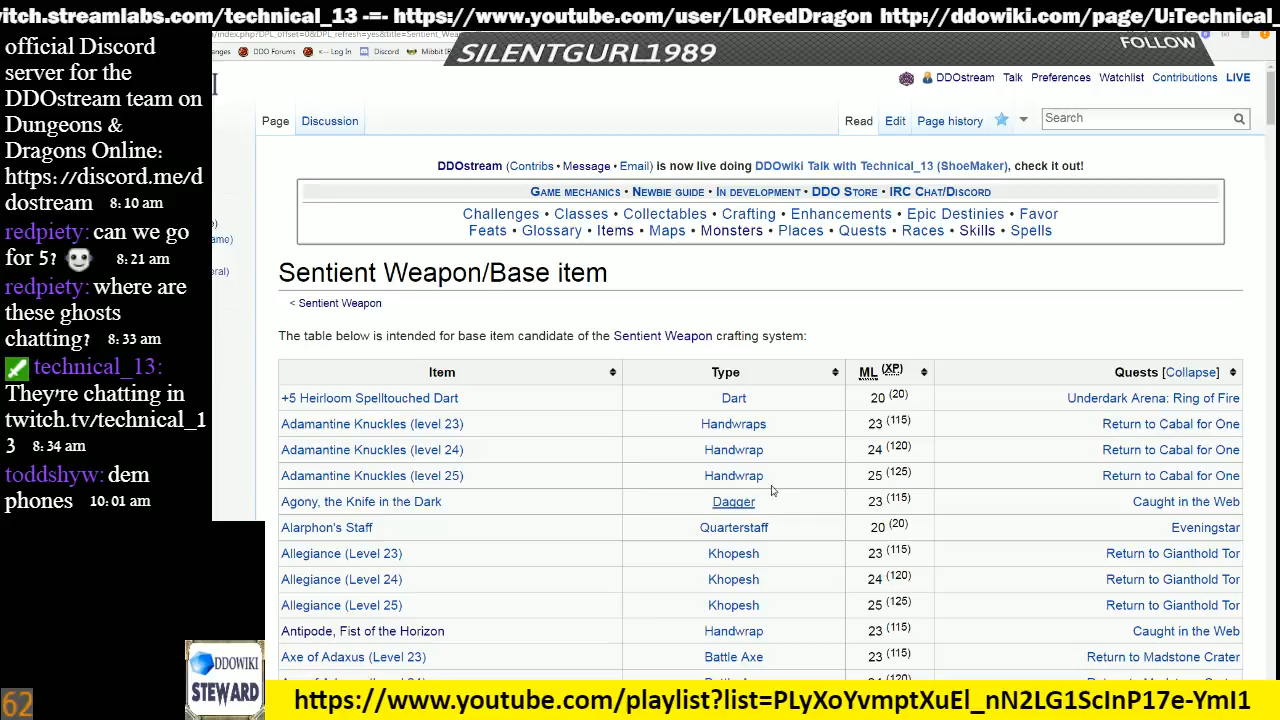 witch.streamlabs.com/technical_13 -=- https://www.youtube.com/user/L0RedDragon http://ddowiki.com/page/U:Technical_
official Discord
server for the
DDOstream team on
Dungeons &
Dragons Online:
https://discord.me/d
dostream 8:10 am
redpiety: can we go
for 5? 8:21 am
redpiety: where are
these ghosts
chatting? 8:33 am
technical_13:
They're chatting in
twitch.tv/technical_1
3 8:34 am
toddshyw: dem
phones 10:01 am
DDO Forums <-- Log In Discord
SILENTGURL1989
FOLLOW
DDOstream Talk Preferences Watchlist Contributions LIVE
Page Discussion Read Edit Page history Search
DDOstream (Contribs • Message • Email) is now live doing DDOwiki Talk with Technical_13 (ShoeMaker), check it out!
Game mechanics • Newbie guide • In development • DDO Store • IRC Chat/Discord
Challenges • Classes • Collectables • Crafting • Enhancements • Epic Destinies • Favor
Feats • Glossary • Items • Maps • Monsters • Places • Quests • Races • Skills • Spells
Sentient Weapon/Base item
< Sentient Weapon
The table below is intended for base item candidate of the Sentient Weapon crafting system:
Item Type ML (XP) Quests [Collapse]
+5 Heirloom Spelltouched Dart Dart 20 (20) Underdark Arena: Ring of Fire
Adamantine Knuckles (level 23) Handwraps 23 (115) Return to Cabal for One
Adamantine Knuckles (level 24) Handwrap 24 (120) Return to Cabal for One
Adamantine Knuckles (level 25) Handwrap 25 (125) Return to Cabal for One
Agony, the Knife in the Dark Dagger 23 (115) Caught in the Web
Alarphon's Staff Quarterstaff 20 (20) Eveningstar
Allegiance (Level 23) Khopesh 23 (115) Return to Gianthold Tor
Allegiance (Level 24) Khopesh 24 (120) Return to Gianthold Tor
Allegiance (Level 25) Khopesh 25 (125) Return to Gianthold Tor
Antipode, Fist of the Horizon Handwrap 23 (115) Caught in the Web
Axe of Adaxus (Level 23) Battle Axe 23 (115) Return to Madstone Crater
DDOWIKI
STEWARD
62
https://www.youtube.com/playlist?list=PLyXoYvmptXuEl_nN2LG1ScInP17e-YmI1